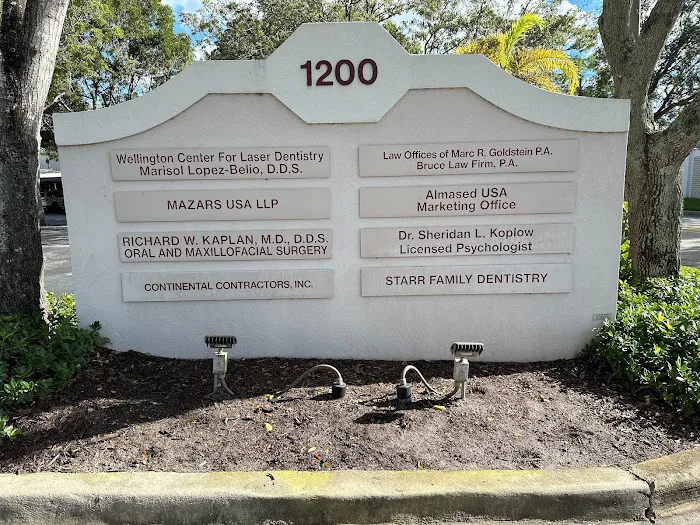 1200
Wellington Center For Laser Dentistry
Marisol Lopez-Belio, D.D.S.
MAZARS USA LLP
RICHARD W. KAPLAN, M.D., D.D.S.
ORAL AND MAXILLOFACIAL SURGERY
CONTINENTAL CONTRACTORS, INC.
Law Offices of Marc R. Goldstein P.A.
Bruce Law Firm, P.A.
Almased USA
Marketing Office
Dr. Sheridan L. Koplow
Licensed Psychologist
STARR FAMILY DENTISTRY